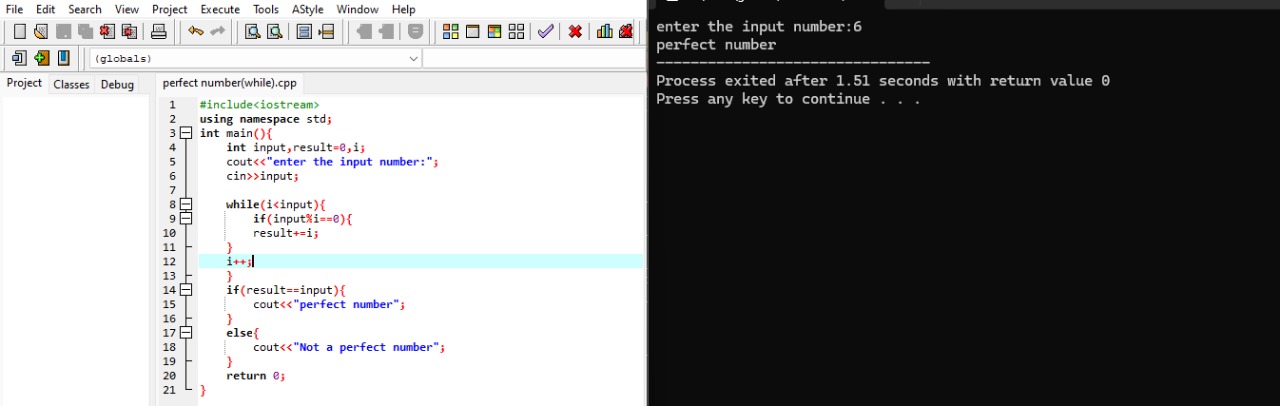 File Edit Search View Project Execute Tools AStyle Window Help
(globals)
Project Classes Debug
perfect number(while).cpp
1 #include<iostream>
2 using namespace std;
3 int main(){
4 int input,result=0,i;
5 cout<<"enter the input number:";
6 cin>>input;
7
8 while(i<input){
9 if(input%i==0){
10 result+=i;
11 }
12 i++;
13 }
14 if(result==input){
15 cout<<"perfect number";
16 }
17 else{
18 cout<<"Not a perfect number";
19 }
20 return 0;
21 }
enter the input number:6
perfect number
--------------------------------
Process exited after 1.51 seconds with return value 0
Press any key to continue . . .